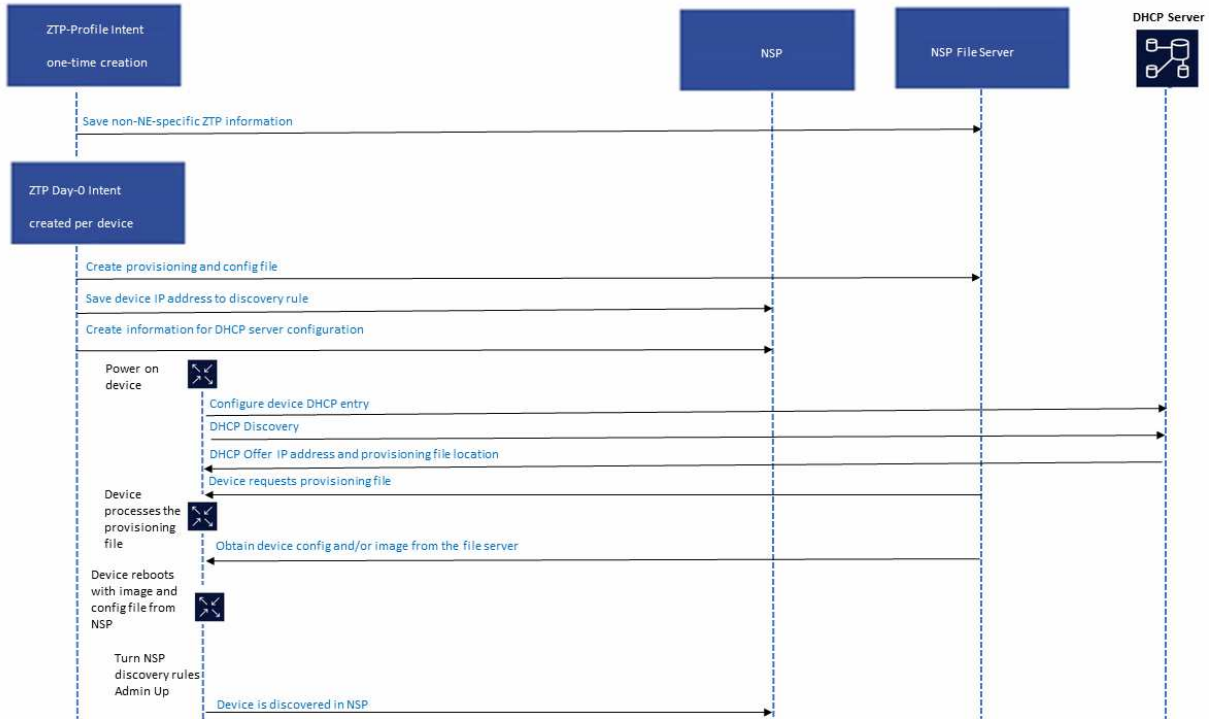 DHCP Server
ZTP-Profile Intent
one-time creation
NSP
NSP File Server
Save non-NE-specific ZTP information
ZTP Day-0 Intent
created per device
Create provisioning and config file
Save device IP address to discovery rule
Create information for DHCP server configuration
Power on
device
Configure device DHCP entry
DHCP Discovery
DHCP Offer IP address and provisioning file location
Device requests provisioning file
Device
processes the
provisioning
file
Obtain device config and/or image from the file server
Device reboots
with image and
config file from
NSP
Turn NSP
discovery rules
Admin Up
Device is discovered in NSP